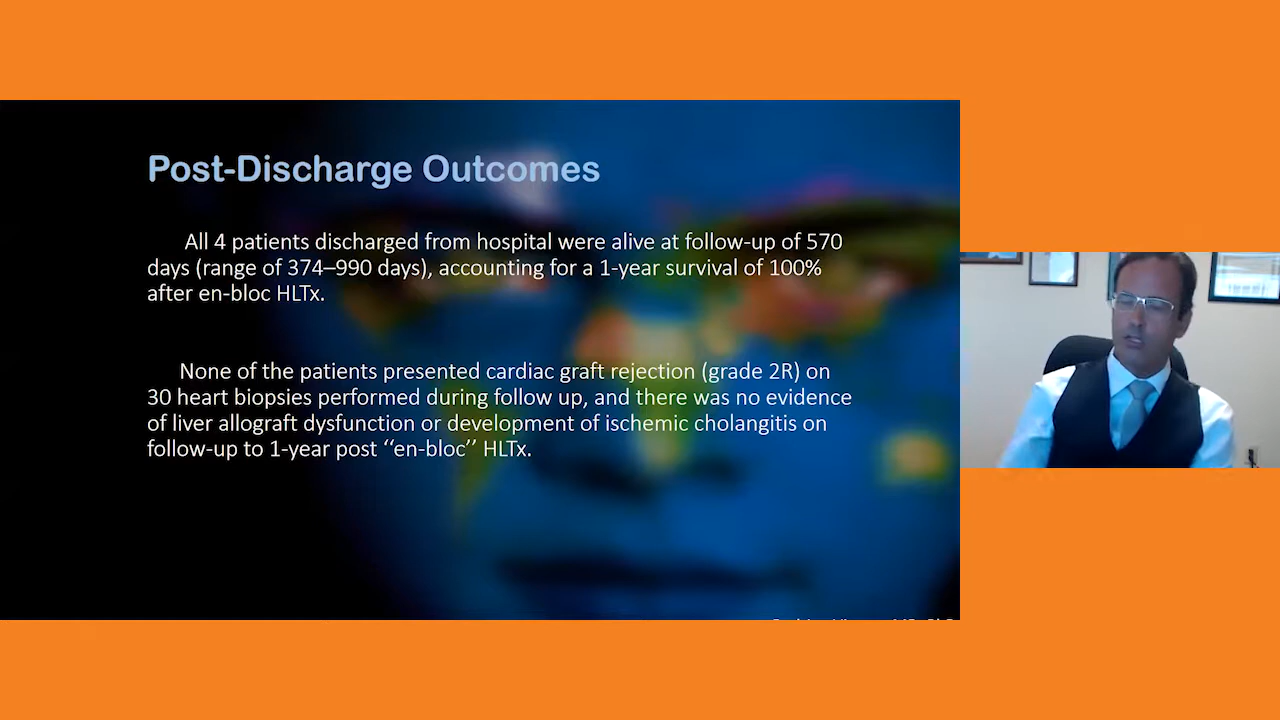 Post-Discharge Outcomes
All 4 patients discharged from hospital were alive at follow-up of 570
days (range of 374–990 days), accounting for a 1-year survival of 100%
after en-bloc HLTx.
None of the patients presented cardiac graft rejection (grade 2R) on
30 heart biopsies performed during follow up, and there was no evidence
of liver allograft dysfunction or development of ischemic cholangitis on
follow-up to 1-year post ‘‘en-bloc’’ HLTx.